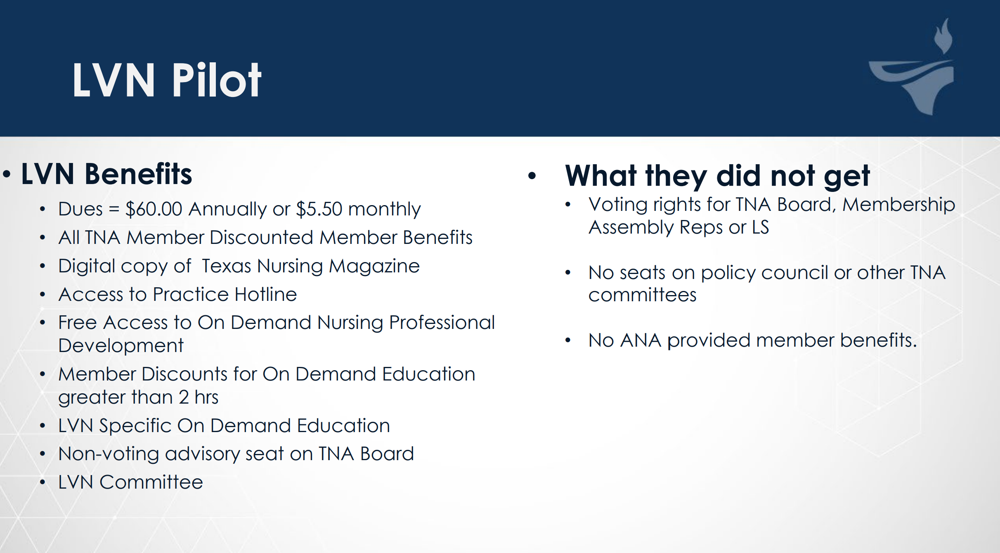 LVN Pilot
• LVN Benefits
• Dues = $60.00 Annually or $5.50 monthly
• All TNA Member Discounted Member Benefits
• Digital copy of  Texas Nursing Magazine
• Access to Practice Hotline
• Free Access to On Demand Nursing Professional
Development
• Member Discounts for On Demand Education
greater than 2 hrs
• LVN Specific On Demand Education
• Non-voting advisory seat on TNA Board
• LVN Committee
• What they did not get
• Voting rights for TNA Board, Membership
Assembly Reps or LS
• No seats on policy council or other TNA
committees
• No ANA provided member benefits.